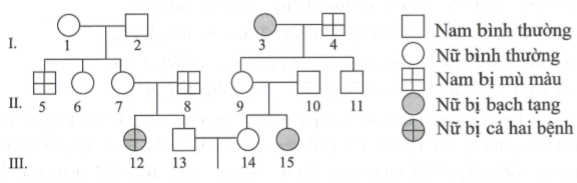 I.
1 2 3 4
II.
5 6 7 8 9 10 11
III.
12 13 14 15
Nam bình thường
Nữ bình thường
Nam bị mù màu
Nữ bị bạch tạng
Nữ bị cả hai bệnh